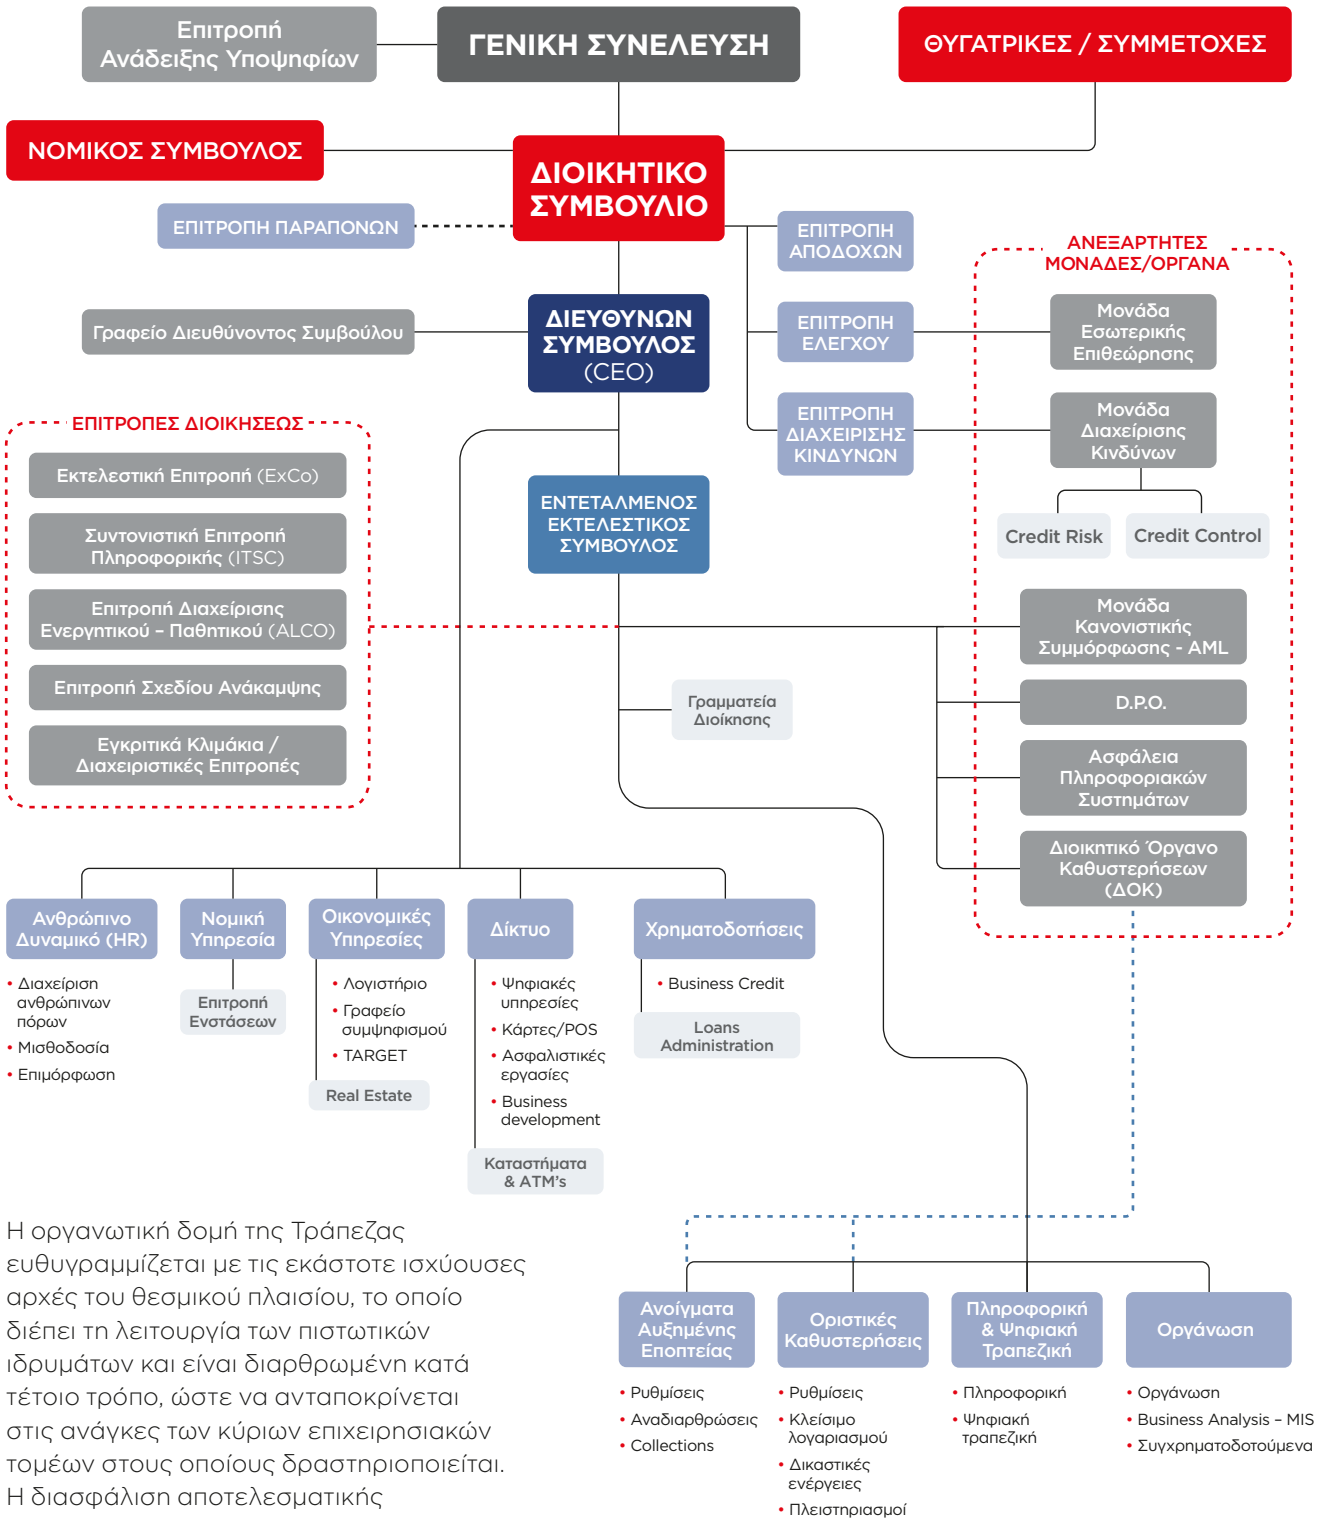 Επιτροπή
Ανάδειξης Υποψηφίων
ΓΕΝΙΚΗ ΣΥΝΕΛΕΥΣΗ
ΘΥΓΑΤΡΙΚΕΣ / ΣΥΜΜΕΤΟΧΕΣ
ΝΟΜΙΚΟΣ ΣΥΜΒΟΥΛΟΣ
ΔΙΟΙΚΗΤΙΚΟ
ΣΥΜΒΟΥΛΙΟ
ΕΠΙΤΡΟΠΗ ΠΑΡΑΠΟΝΩΝ
ΕΠΙΤΡΟΠΗ
ΑΠΟΔΟΧΩΝ
ΑΝΕΞΑΡΤΗΤΕΣ
ΜΟΝΑΔΕΣ/ΟΡΓΑΝΑ
Γραφείο Διευθύνοντος Συμβούλου
ΔΙΕΥΘΥΝΩΝ
ΣΥΜΒΟΥΛΟΣ
(CEO)
ΕΠΙΤΡΟΠΗ
ΕΛΕΓΧΟΥ
Μονάδα
Εσωτερικής
Επιθεώρησης
ΕΠΙΤΡΟΠΗ
ΔΙΑΧΕΙΡΙΣΗΣ
ΚΙΝΔΥΝΩΝ
Μονάδα
Διαχείρισης
Κινδύνων
Credit Risk
Credit Control
ΕΠΙΤΡΟΠΕΣ ΔΙΟΙΚΗΣΕΩΣ
Εκτελεστική Επιτροπή (ExCo)
Συντονιστική Επιτροπή
Πληροφορικής (ITSC)
Επιτροπή Διαχείρισης
Ενεργητικού – Παθητικού (ALCO)
Επιτροπή Σχεδίου Ανάκαμψης
Εγκριτικά Κλιμάκια /
Διαχειριστικές Επιτροπές
ΕΝΤΕΤΑΛΜΕΝΟΣ
ΕΚΤΕΛΕΣΤΙΚΟΣ
ΣΥΜΒΟΥΛΟΣ
Γραμματεία
Διοίκησης
Μονάδα
Κανονιστικής
Συμμόρφωσης - AML
D.P.O.
Ασφάλεια
Πληροφοριακών
Συστημάτων
Διοικητικό Όργανο
Καθυστερήσεων
(ΔΟΚ)
Ανθρώπινο
Δυναμικό (HR)
• Διαχείριση
ανθρώπινων
πόρων
• Μισθοδοσία
• Επιμόρφωση
Νομική
Υπηρεσία
Επιτροπή
Ενστάσεων
Οικονομικές
Υπηρεσίες
• Λογιστήριο
• Γραφείο
συμψηφισμού
• TARGET
Real Estate
Δίκτυο
• Ψηφιακές
υπηρεσίες
• Κάρτες/POS
• Ασφαλιστικές
εργασίες
• Business
development
Καταστήματα
& ATM's
Χρηματοδοτήσεις
• Business Credit
Loans
Administration
Η οργανωτική δομή της Τράπεζας
ευθυγραμμίζεται με τις εκάστοτε ισχύουσες
αρχές του θεσμικού πλαισίου, το οποίο
διέπει τη λειτουργία των πιστωτικών
ιδρυμάτων και είναι διαρθρωμένη κατά
τέτοιο τρόπο, ώστε να ανταποκρίνεται
στις ανάγκες των κύριων επιχειρησιακών
τομέων στους οποίους δραστηριοποιείται.
Η διασφάλιση αποτελεσματικής
Ανοίγματα
Αυξημένης
Εποπτείας
• Ρυθμίσεις
• Αναδιαρθρώσεις
• Collections
Οριστικές
Καθυστερήσεις
• Ρυθμίσεις
• Κλείσιμο
λογαριασμού
• Δικαστικές
ενέργειες
• Πλειστηριασμοί
Πληροφορική
& Ψηφιακή
Τραπεζική
• Πληροφορική
• Ψηφιακή
τραπεζική
Οργάνωση
• Οργάνωση
• Business Analysis – MIS
• Συγχρηματοδοτούμενα